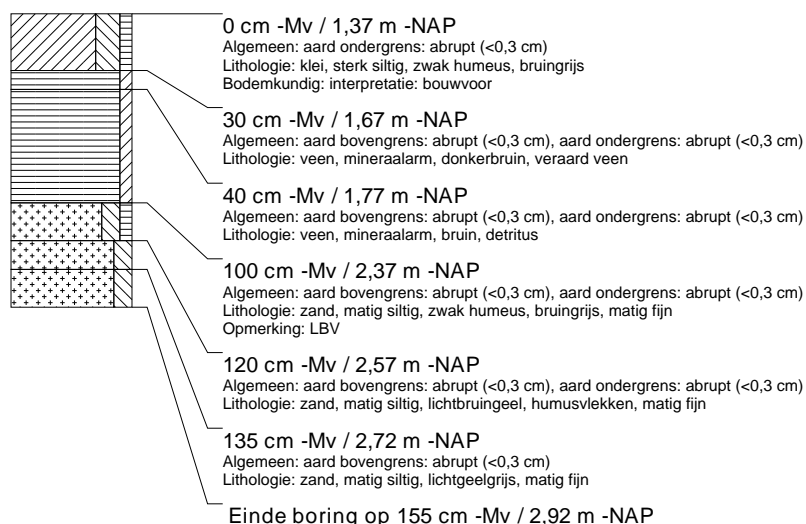 0 cm -Mv / 1,37 m -NAP
Algemeen: aard ondergrens: abrupt (<0,3 cm)
Lithologie: klei, sterk siltig, zwak humeus, bruingrijs
Bodemkundig: interpretatie: bouwvoor
30 cm -Mv / 1,67 m -NAP
Algemeen: aard bovengrens: abrupt (<0,3 cm), aard ondergrens: abrupt (<0,3 cm)
Lithologie: veen, mineraalarm, donkerbruin, veraard veen
40 cm -Mv / 1,77 m -NAP
Algemeen: aard bovengrens: abrupt (<0,3 cm), aard ondergrens: abrupt (<0,3 cm)
Lithologie: veen, mineraalarm, bruin, detritus
100 cm -Mv / 2,37 m -NAP
Algemeen: aard bovengrens: abrupt (<0,3 cm), aard ondergrens: abrupt (<0,3 cm)
Lithologie: zand, matig siltig, zwak humeus, bruingrijs, matig fijn
Opmerking: LBV
120 cm -Mv / 2,57 m -NAP
Algemeen: aard bovengrens: abrupt (<0,3 cm), aard ondergrens: abrupt (<0,3 cm)
Lithologie: zand, matig siltig, lichtbruingeel, humusvlekken, matig fijn
135 cm -Mv / 2,72 m -NAP
Algemeen: aard bovengrens: abrupt (<0,3 cm)
Lithologie: zand, matig siltig, lichtgeelgrijs, matig fijn
Einde boring op 155 cm -Mv / 2,92 m -NAP